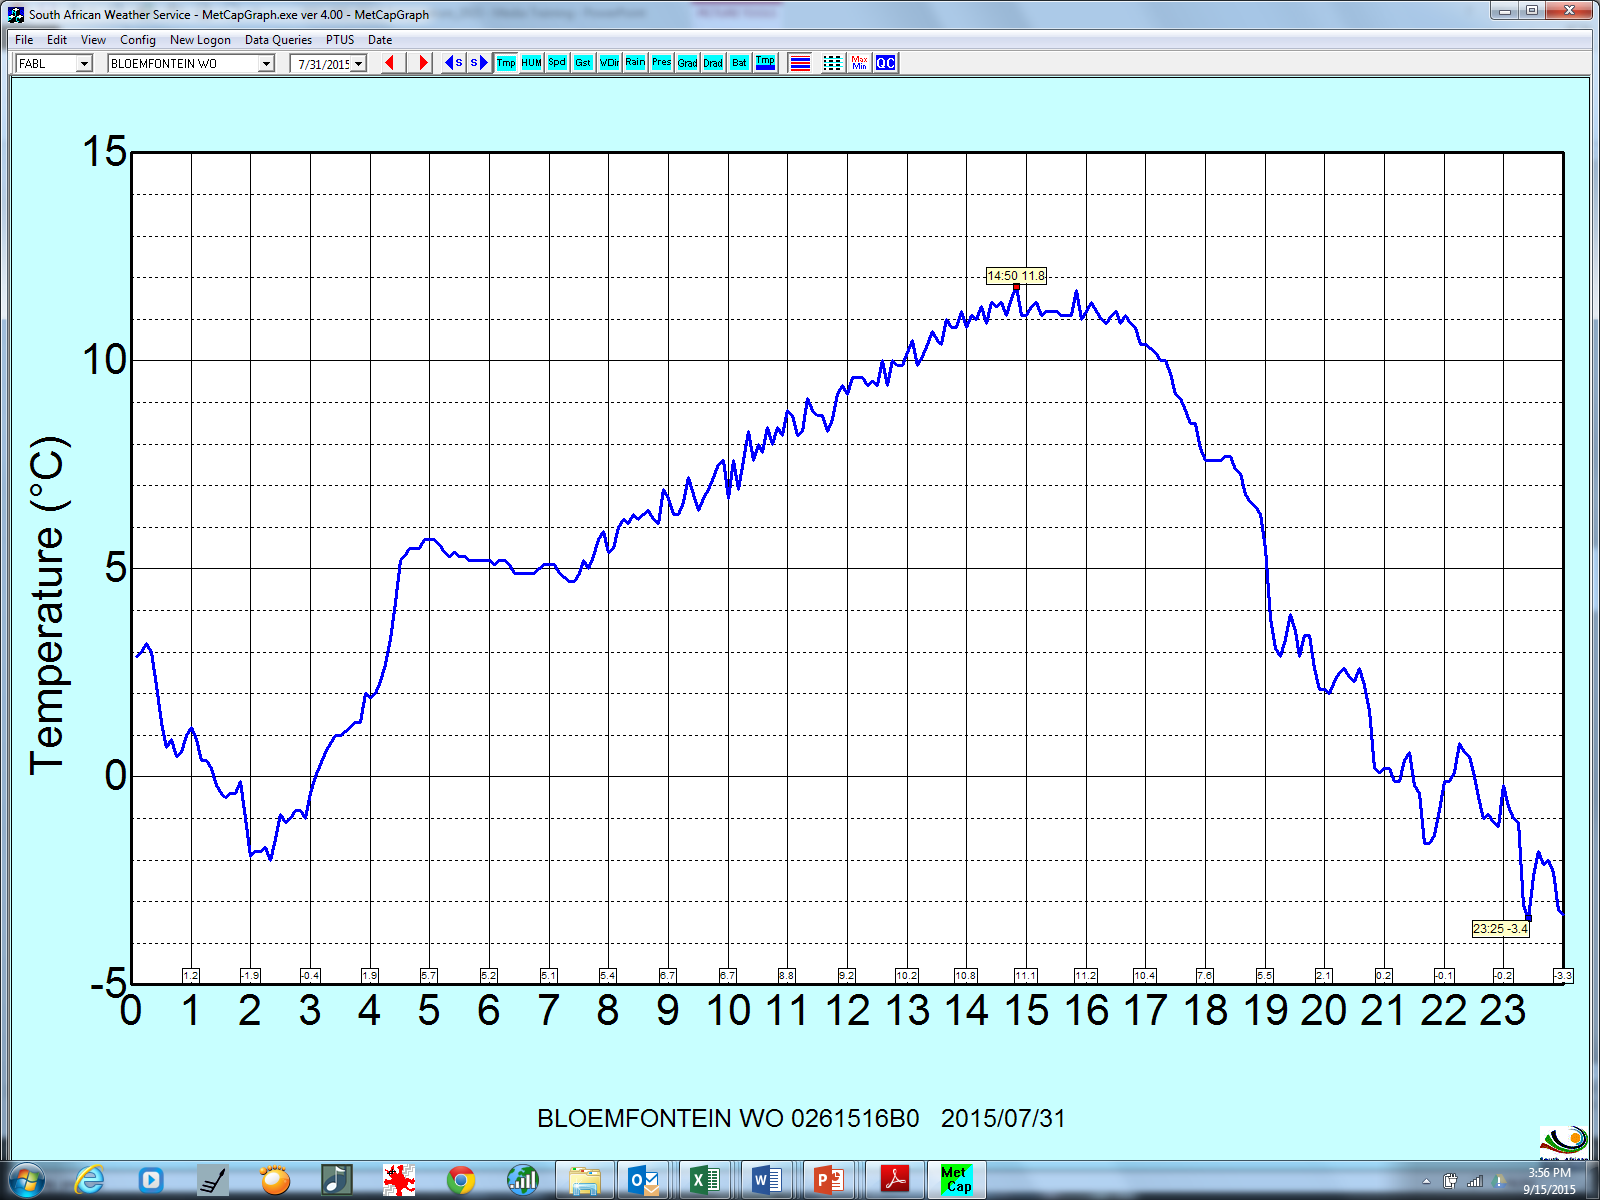 South African Weather Service - MetCapGraph.exe ver 4.00 - MetCapGraph
File Edit View Config New Logon Data Queries PTUS Date
FABL BLOEMFONTEIN WO 7/31/2015 S S Tmp HUM Spd Gst WDir Rain Pres Grad Drad Bat Tmp Max Min QC
15
14:50 11.8
10
Temperature (°C)
5
0
23:25 -3.4
1.2 -1.9 -0.4 1.9 5.7 5.2 5.1 5.4 6.7 6.7 8.8 9.2 10.2 10.8 11.1 11.2 10.4 7.6 5.5 2.1 0.2 -0.1 -0.2 -3.3
-5
0 1 2 3 4 5 6 7 8 9 10 11 12 13 14 15 16 17 18 19 20 21 22 23
BLOEMFONTEIN WO 0261516B0 2015/07/31
Met
Cap
3:56 PM
9/15/2015